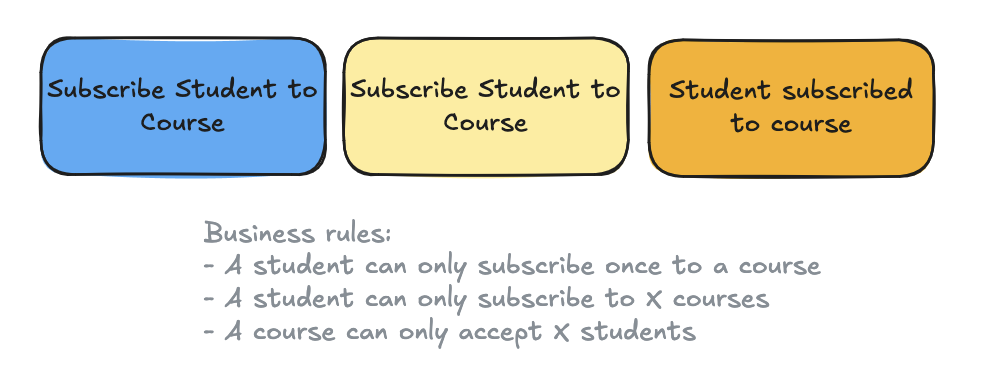 Subscribe Student to
Course
Subscribe Student to
Course
Student subscribed
to course
Business rules:
- A student can only subscribe once to a course
- A student can only subscribe to X courses
- A course can only accept X students